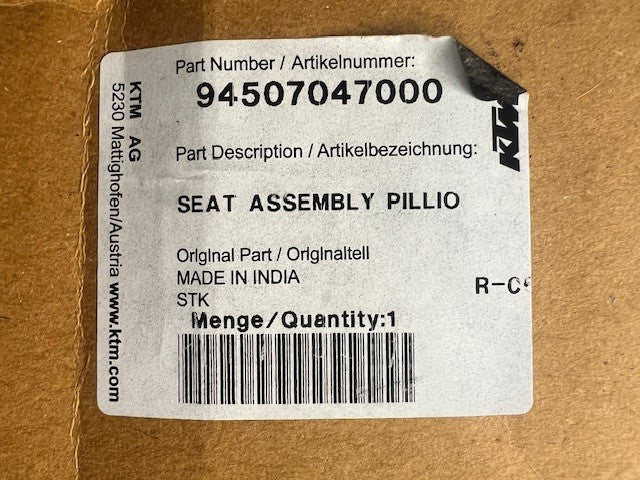 Part Number / Artikelnummer:
94507047000
Part Description / Artikelbezeichnung:
SEAT ASSEMBLY PILLIO
Original Part / Originalteil
MADE IN INDIA
STK
Menge/Quantity:1
KTM AG
5230 Mattighofen/Austria www.ktm.com
KTM